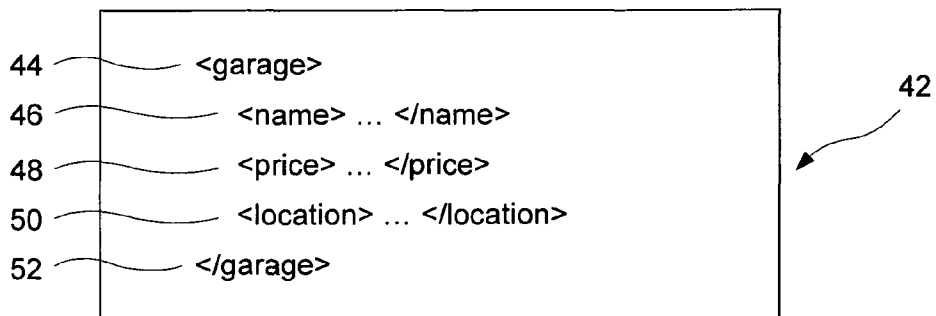 44 <garage>
46 <name> ... </name>
42
48 <price> ... </price>
50 <location> ... </location>
52 </garage>